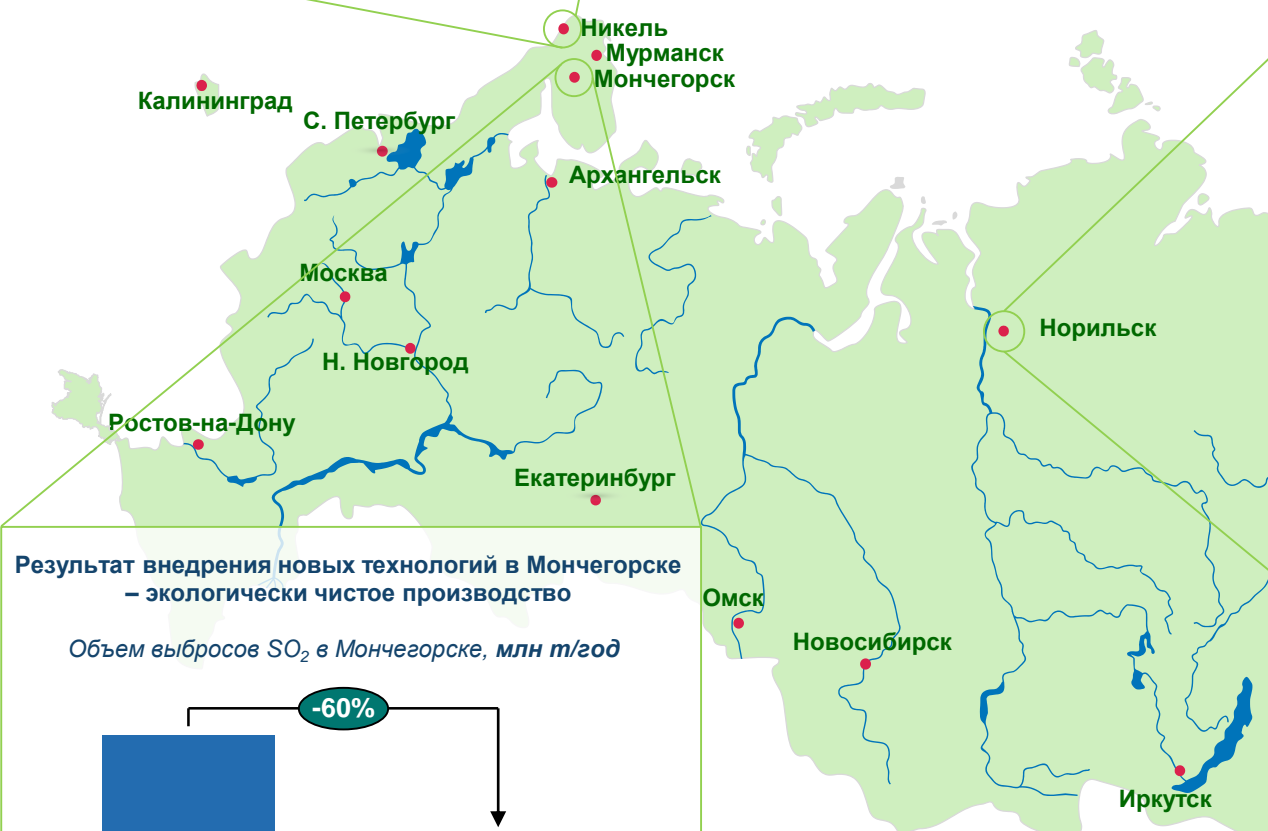 Никель
Мурманск
Мончегорск
Калининград
С. Петербург
Архангельск
Москва
Норильск
Н. Новгород
Ростов-на-Дону
Екатеринбург
Результат внедрения новых технологий в Мончегорске
– экологически чистое производство
Омск
Новосибирск
Объем выбросов SO₂ в Мончегорске, млн т/год
-60%
Иркутск